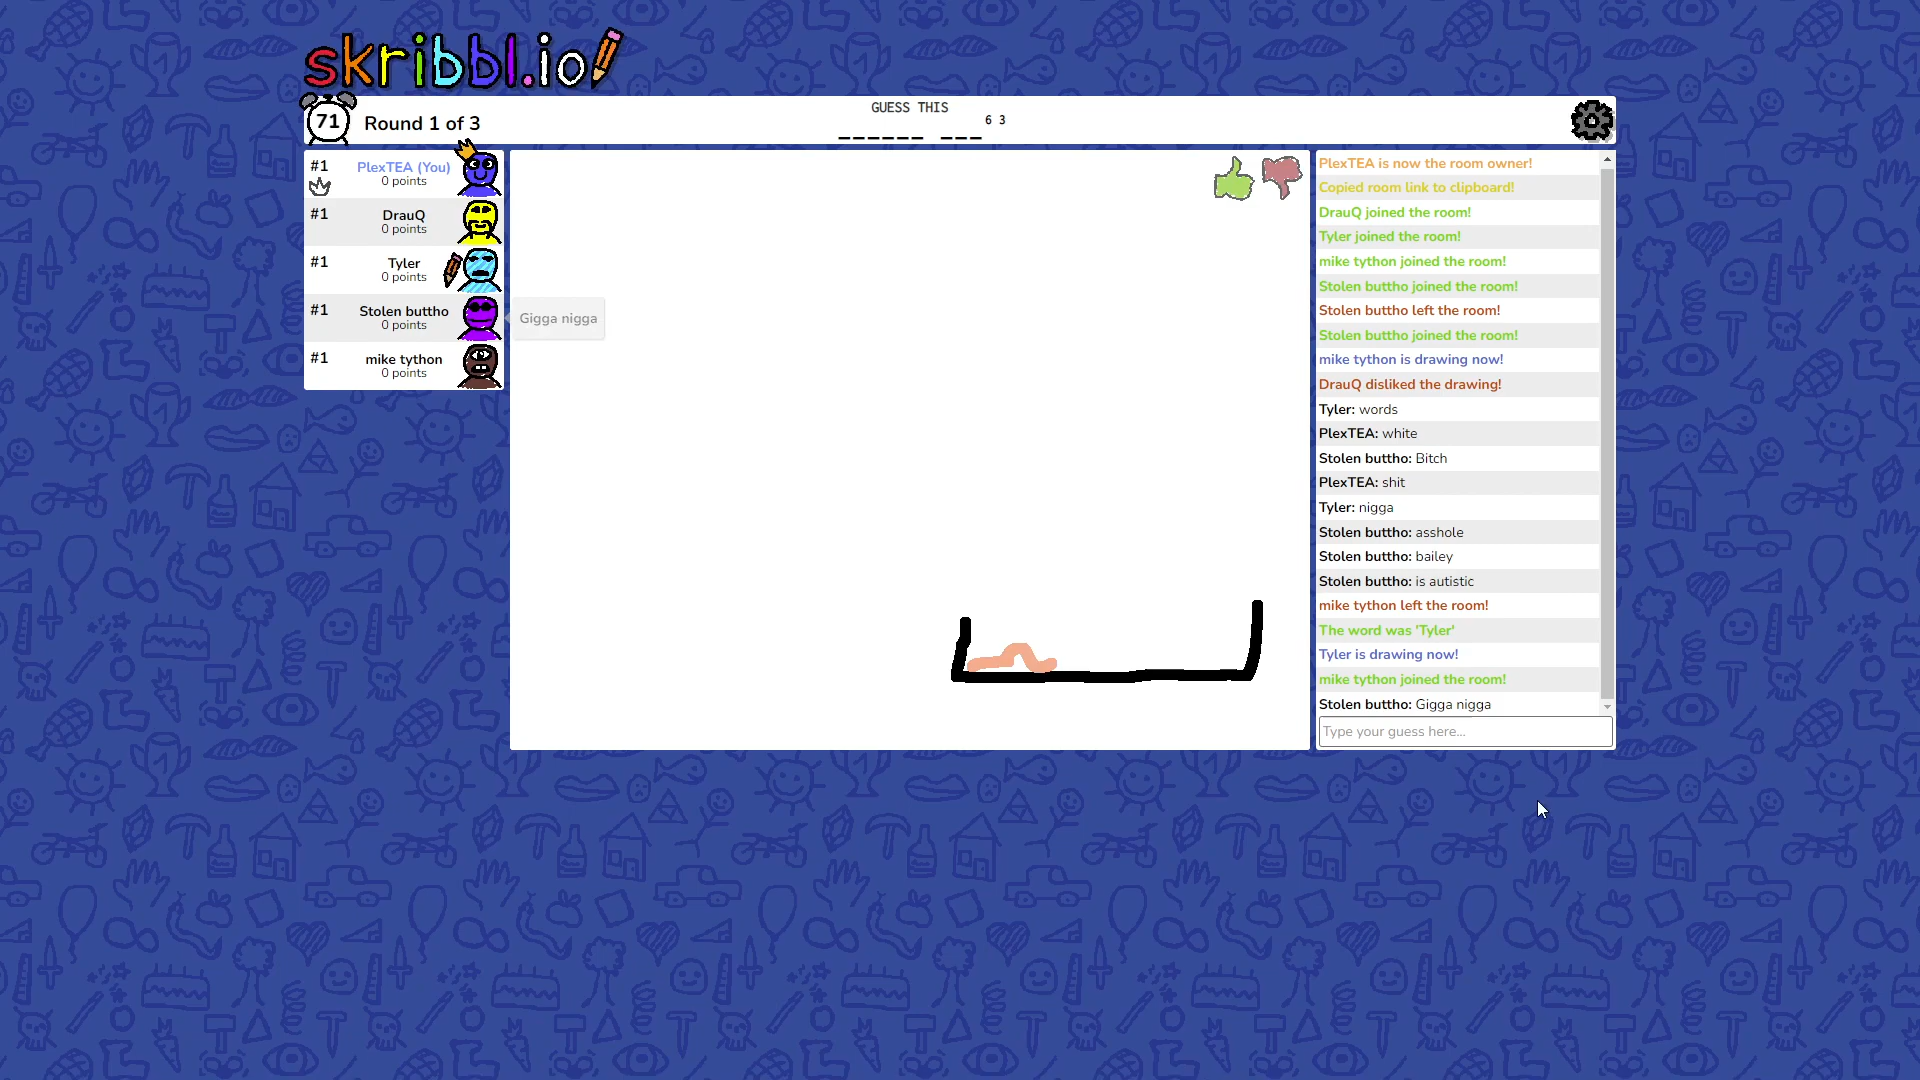 skribbl.io
71
Round 1 of 3
GUESS THIS
______ ___ 6 3
#1 PlexTEA (You)
0 points
#1 DrauQ
0 points
#1 Tyler
0 points
#1 Stolen buttho
0 points
Gigga nigga
#1 mike tython
0 points
PlexTEA is now the room owner!
Copied room link to clipboard!
DrauQ joined the room!
Tyler joined the room!
mike tython joined the room!
Stolen buttho joined the room!
Stolen buttho left the room!
Stolen buttho joined the room!
mike tython is drawing now!
DrauQ disliked the drawing!
Tyler: words
PlexTEA: white
Stolen buttho: Bitch
PlexTEA: shit
Tyler: nigga
Stolen buttho: asshole
Stolen buttho: bailey
Stolen buttho: is autistic
mike tython left the room!
The word was 'Tyler'
Tyler is drawing now!
mike tython joined the room!
Stolen buttho: Gigga nigga
Type your guess here...